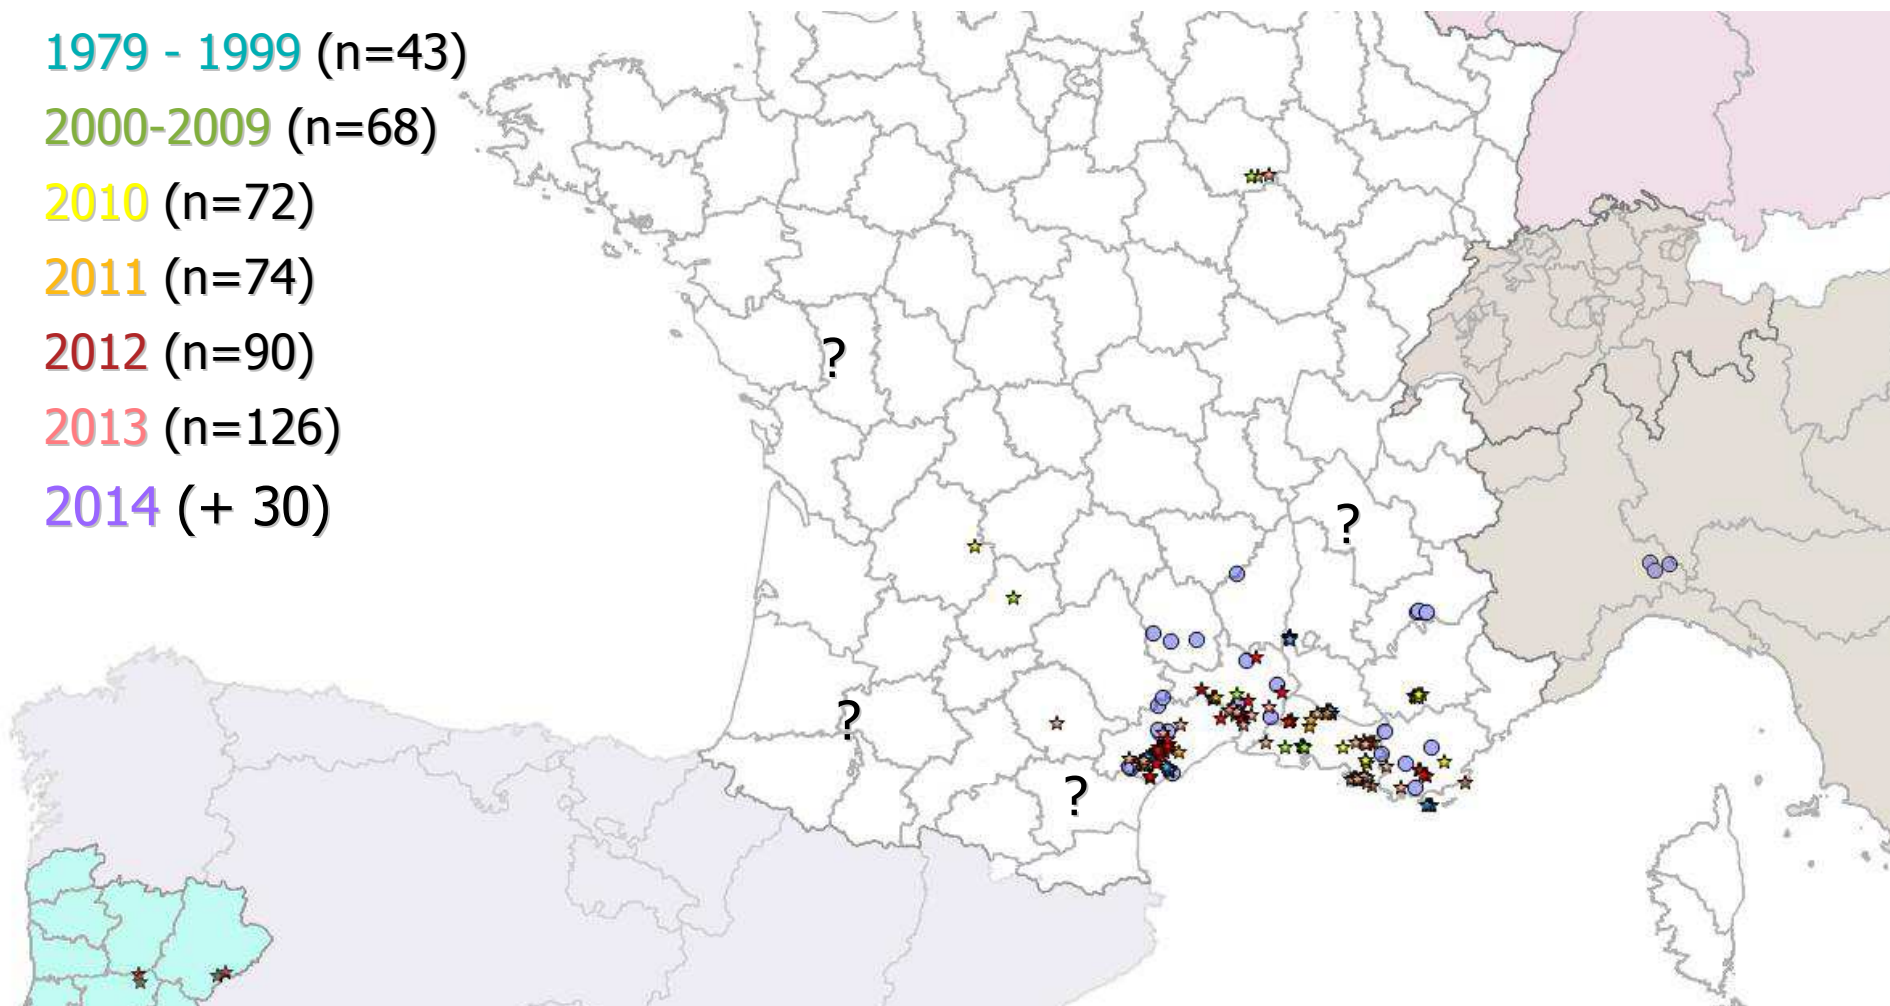 1979 - 1999 (n=43)
2000-2009 (n=68)
2010 (n=72)
2011 (n=74)
2012 (n=90)
2013 (n=126)
2014 (+ 30)
?
?
?
?